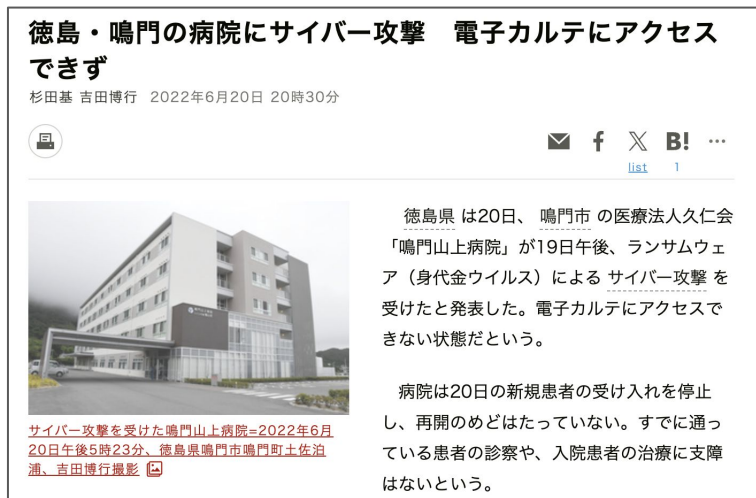 徳島・鳴門の病院にサイバー攻撃　電子カルテにアクセス
できず
杉田基 吉田博行 2022年6月20日 20時30分
B!
list 1
徳島県 は20日、 鳴門市 の医療法人久仁会
「鳴門山上病院」が19日午後、ランサムウェ
ア（身代金ウイルス）による サイバー攻撃 を
受けたと発表した。電子カルテにアクセスで
きない状態だという。
病院は20日の新規患者の受け入れを停止
し、再開のめどはたっていない。すでに通っ
ている患者の診察や、入院患者の治療に支障
はないという。
サイバー攻撃を受けた鳴門山上病院=2022年6月
20日午後5時23分、徳島県鳴門市鳴門町土佐泊
浦、吉田博行撮影